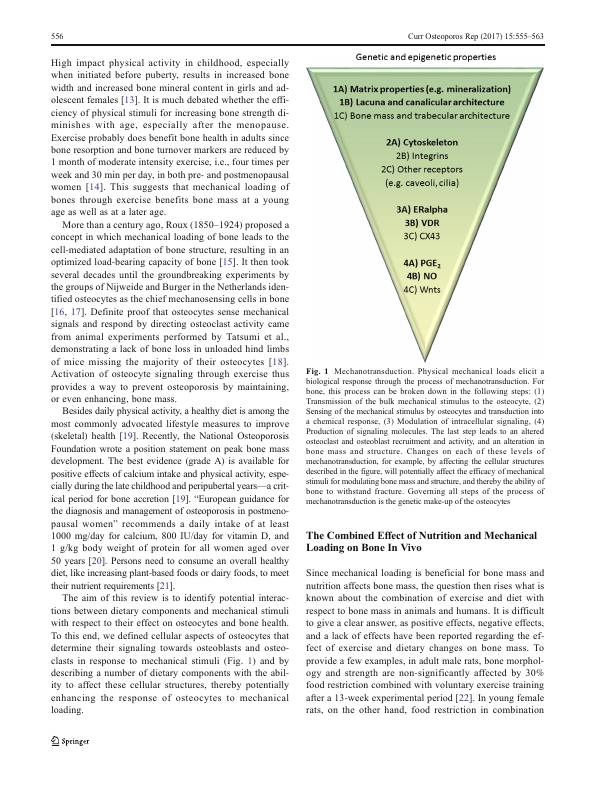 556
Curr Osteoporos Rep (2017) 15:555–563
High impact physical activity in childhood, especially
when initiated before puberty, results in increased bone
width and increased bone mineral content in girls and ad-
olescent females [13]. It is much debated whether the effi-
ciency of physical stimuli for increasing bone strength di-
minishes with age, especially after the menopause.
Exercise probably does benefit bone health in adults since
bone resorption and bone turnover markers are reduced by
1 month of moderate intensity exercise, i.e., four times per
week and 30 min per day, in both pre- and postmenopausal
women [14]. This suggests that mechanical loading of
bones through exercise benefits bone mass at a young
age as well as at a later age.
More than a century ago, Roux (1850–1924) proposed a
concept in which mechanical loading of bone leads to the
cell-mediated adaptation of bone structure, resulting in an
optimized load-bearing capacity of bone [15]. It then took
several decades until the groundbreaking experiments by
the groups of Nijweide and Burger in the Netherlands iden-
tified osteocytes as the chief mechanosensing cells in bone
[16, 17]. Definite proof that osteocytes sense mechanical
signals and respond by directing osteoclast activity came
from animal experiments performed by Tatsumi et al.,
demonstrating a lack of bone loss in unloaded hind limbs
of mice missing the majority of their osteocytes [18].
Activation of osteocyte signaling through exercise thus
provides a way to prevent osteoporosis by maintaining,
or even enhancing, bone mass.
Besides daily physical activity, a healthy diet is among the
most commonly advocated lifestyle measures to improve
(skeletal) health [19]. Recently, the National Osteoporosis
Foundation wrote a position statement on peak bone mass
development. The best evidence (grade A) is available for
positive effects of calcium intake and physical activity, espe-
cially during the late childhood and peripubertal years—a crit-
ical period for bone accretion [19]. “European guidance for
the diagnosis and management of osteoporosis in postmeno-
pausal women” recommends a daily intake of at least
1000 mg/day for calcium, 800 IU/day for vitamin D, and
1 g/kg body weight of protein for all women aged over
50 years [20]. Persons need to consume an overall healthy
diet, like increasing plant-based foods or dairy foods, to meet
their nutrient requirements [21].
The aim of this review is to identify potential interac-
tions between dietary components and mechanical stimuli
with respect to their effect on osteocytes and bone health.
To this end, we defined cellular aspects of osteocytes that
determine their signaling towards osteoblasts and osteo-
clasts in response to mechanical stimuli (Fig. 1) and by
describing a number of dietary components with the abil-
ity to affect these cellular structures, thereby potentially
enhancing the response of osteocytes to mechanical
loading.
Genetic and epigenetic properties
1A) Matrix properties (e.g. mineralization)
1B) Lacuna and canalicular architecture
1C) Bone mass and trabecular architecture
2A) Cytoskeleton
2B) Integrins
2C) Other receptors
(e.g. caveoli, cilia)
3A) ERalpha
3B) VDR
3C) CX43
4A) PGE₂
4B) NO
4C) Wnts
Fig. 1 Mechanotransduction. Physical mechanical loads elicit a
biological response through the process of mechanotransduction. For
bone, this process can be broken down in the following steps: (1)
Transmission of the bulk mechanical stimulus to the osteocyte, (2)
Sensing of the mechanical stimulus by osteocytes and transduction into
a chemical response, (3) Modulation of intracellular signaling, (4)
Production of signaling molecules. The last step leads to an altered
osteoclast and osteoblast recruitment and activity, and an alteration in
bone mass and structure. Changes on each of these levels of
mechanotransduction, for example, by affecting the cellular structures
described in the figure, will potentially affect the efficacy of mechanical
stimuli for modulating bone mass and structure, and thereby the ability of
bone to withstand fracture. Governing all steps of the process of
mechanotransduction is the genetic make-up of the osteocytes
The Combined Effect of Nutrition and Mechanical
Loading on Bone In Vivo
Since mechanical loading is beneficial for bone mass and
nutrition affects bone mass, the question then rises what is
known about the combination of exercise and diet with
respect to bone mass in animals and humans. It is difficult
to give a clear answer, as positive effects, negative effects,
and a lack of effects have been reported regarding the ef-
fect of exercise and dietary changes on bone mass. To
provide a few examples, in adult male rats, bone morphol-
ogy and strength are non-significantly affected by 30%
food restriction combined with voluntary exercise training
after a 13-week experimental period [22]. In young female
rats, on the other hand, food restriction in combination
Springer